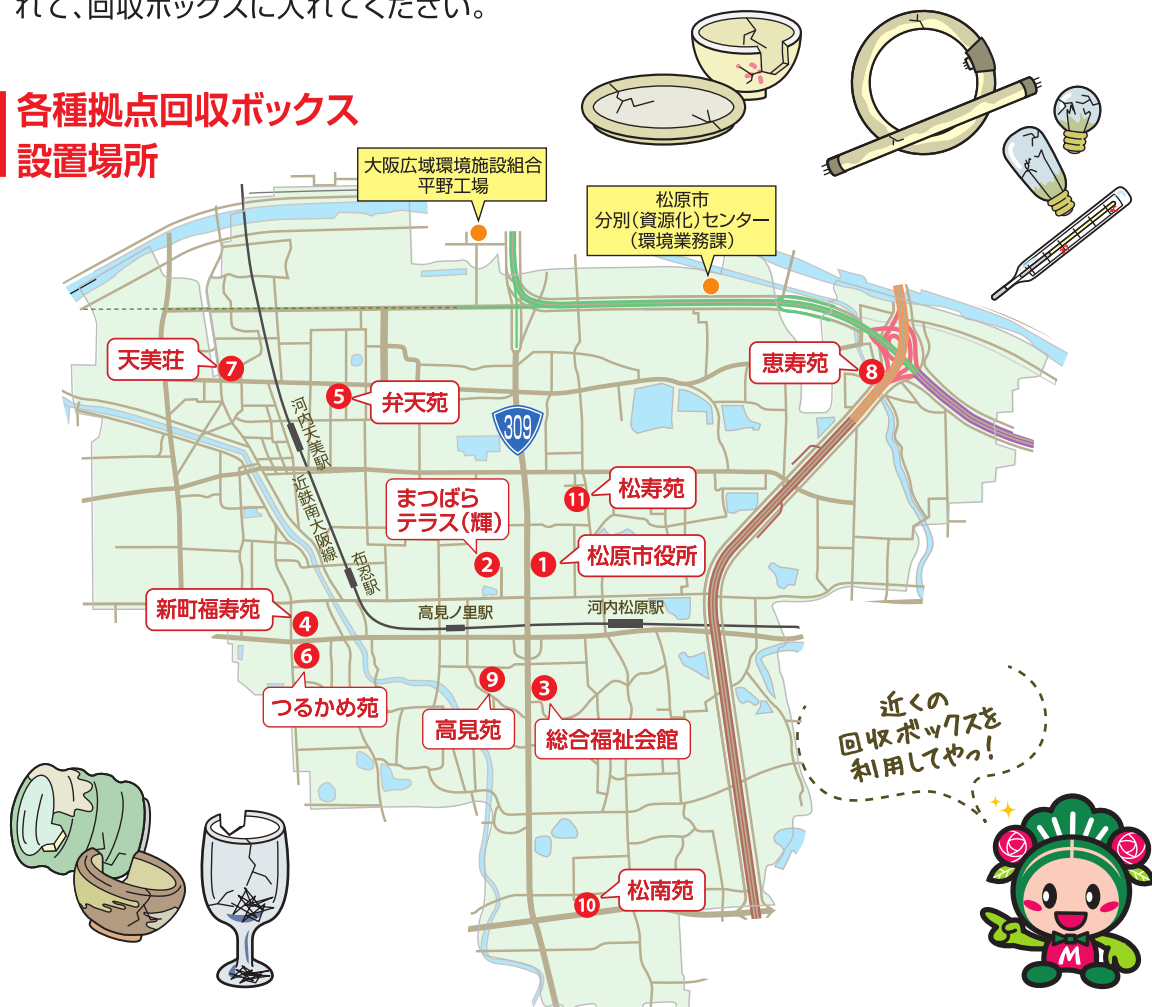 れて、回収ボックスに入れてください。
各種拠点回収ボックス
設置場所
大阪広域環境施設組合
平野工場
松原市
分別（資源化）センター
（環境業務課）
天美荘
7
5
弁天苑
恵寿苑
8
河内天美駅
309
近鉄南大阪線
まつばら
テラス（輝）
2
11
松寿苑
1
松原市役所
布忍駅
新町福寿苑
4
高見ノ里駅
河内松原駅
6
つるかめ苑
9
高見苑
3
総合福祉会館
近くの
回収ボックスを
利用してやっ！
10
松南苑
M